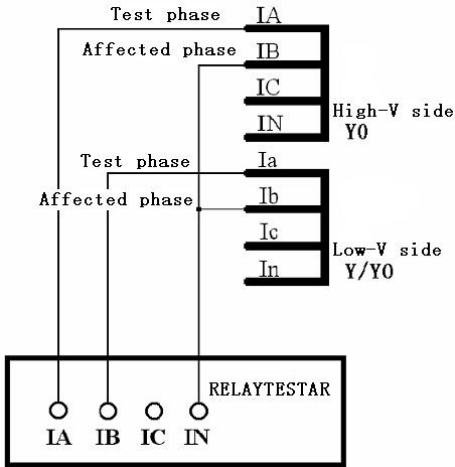 Test phase IA
Affected phase IB
IC
High-V side
IN Y0
Test phase Ia
Affected phase Ib
Ic
Low-V side
In Y/Y0
RELAYTESTAR
IA IB IC IN